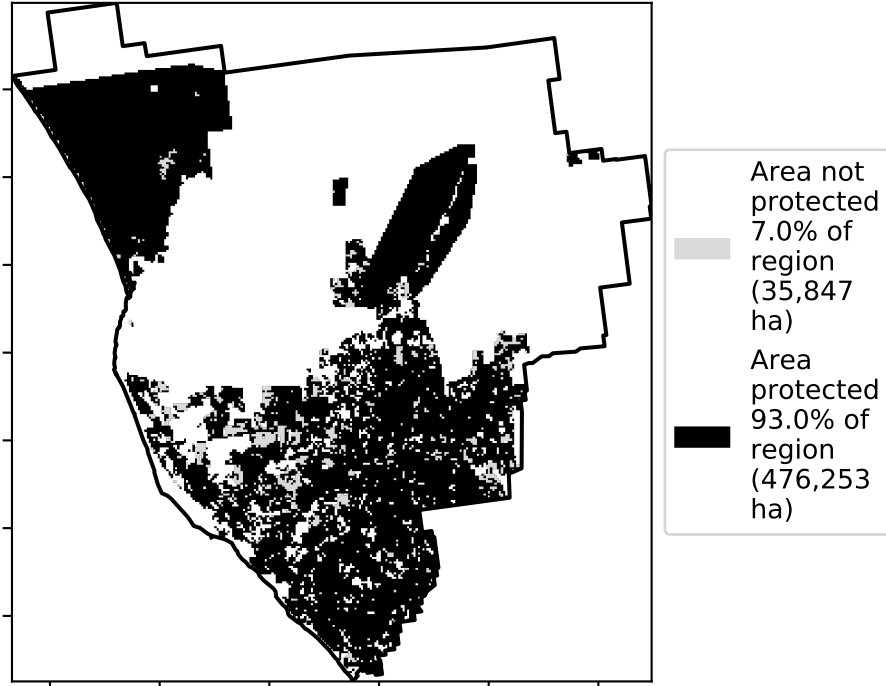 Area not
protected
7.0% of
region
(35,847
ha)
Area
protected
93.0% of
region
(476,253
ha)